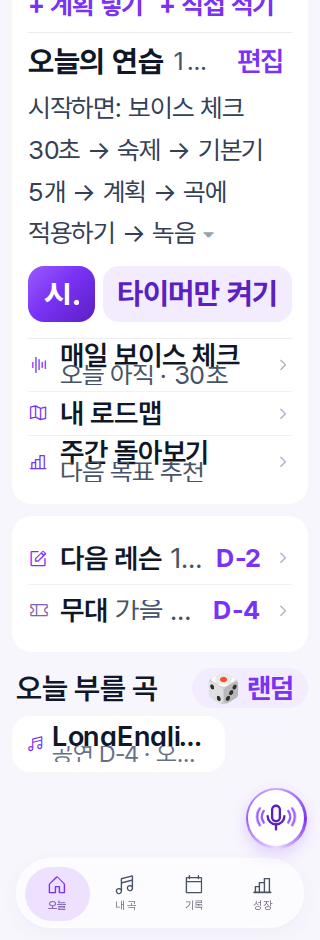 + 계획 넣기 + 직접 적기
오늘의 연습 1... 편집
시작하면: 보이스 체크
30초 → 숙제 → 기본기
5개 → 계획 → 곡에
적용하기 → 녹음
시. 타이머만 켜기
매일 보이스 체크
오늘 아직 · 30초
내 로드맵
주간 돌아보기
다음 목표 추천
다음 레슨 1... D-2
무대 가을 ... D-4
오늘 부를 곡 🎲 랜덤
LongEngli...
공연 D-4 · 오...
오늘 내 곡 기록 성장